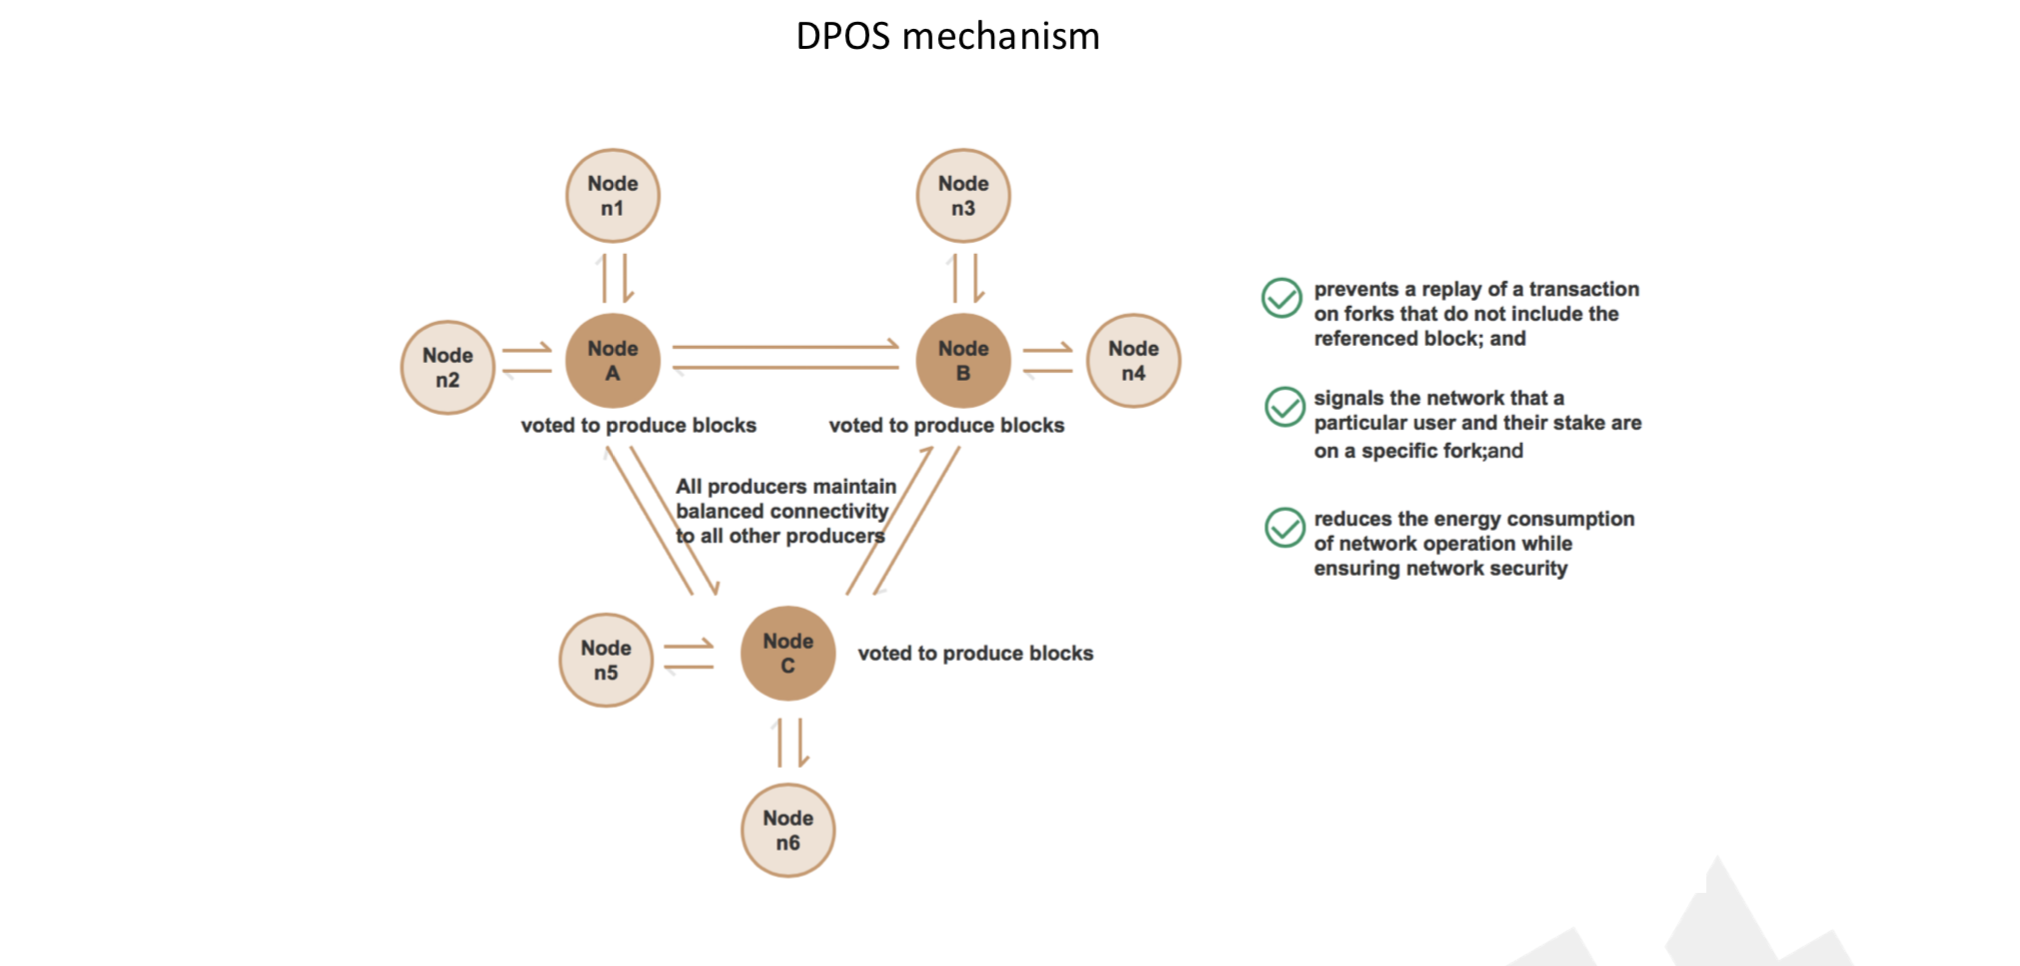 DPOS mechanism
Node
n1
Node
n3
Node
n2
Node
A
Node
B
Node
n4
voted to produce blocks
voted to produce blocks
All producers maintain
balanced connectivity
to all other producers
Node
n5
Node
C
voted to produce blocks
Node
n6
prevents a replay of a transaction
on forks that do not include the
referenced block; and
signals the network that a
particular user and their stake are
on a specific fork;and
reduces the energy consumption
of network operation while
ensuring network security